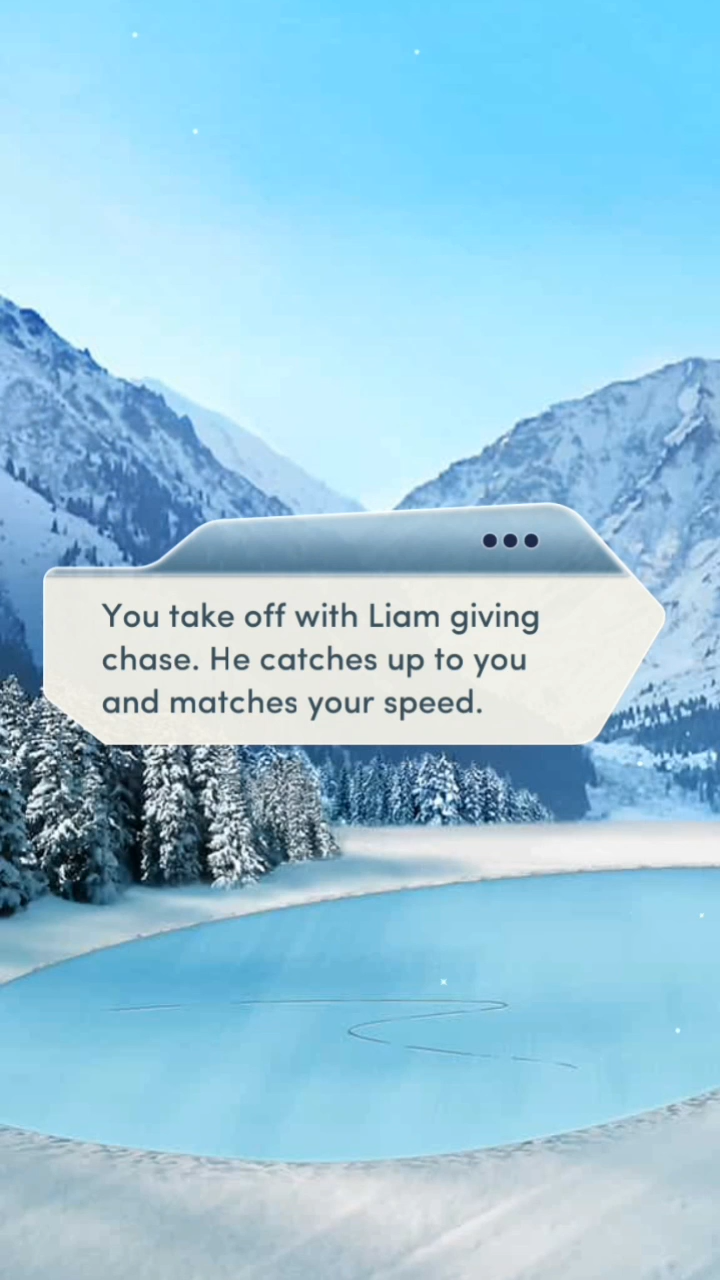 You take off with Liam giving
chase. He catches up to you
and matches your speed.